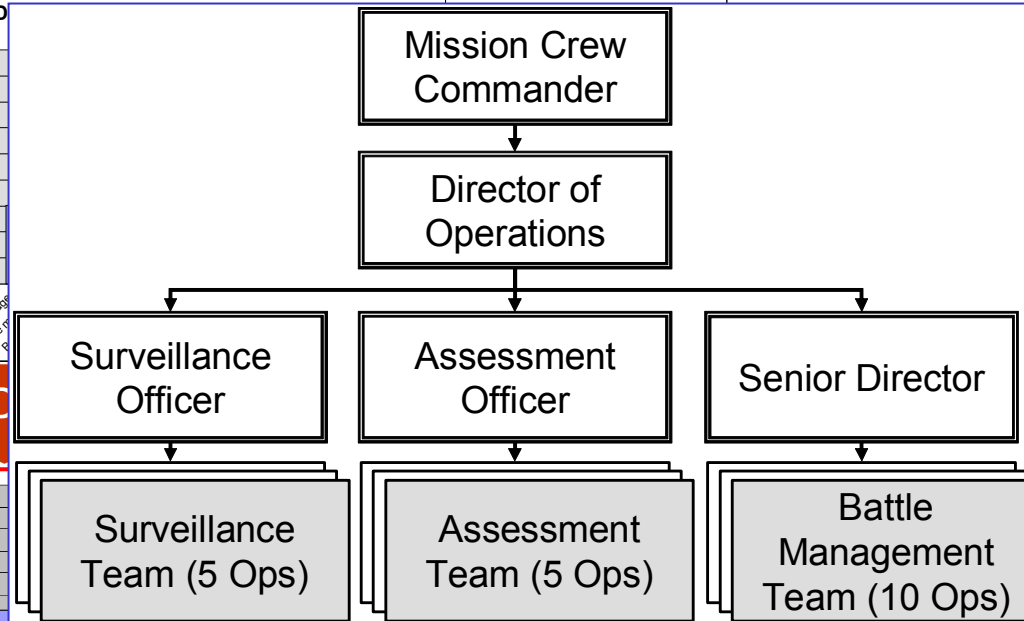 Mission Crew
Commander
Director of
Operations
Surveillance
Officer
Assessment
Officer
Senior Director
Surveillance
Team (5 Ops)
Assessment
Team (5 Ops)
Battle
Management
Team (10 Ops)